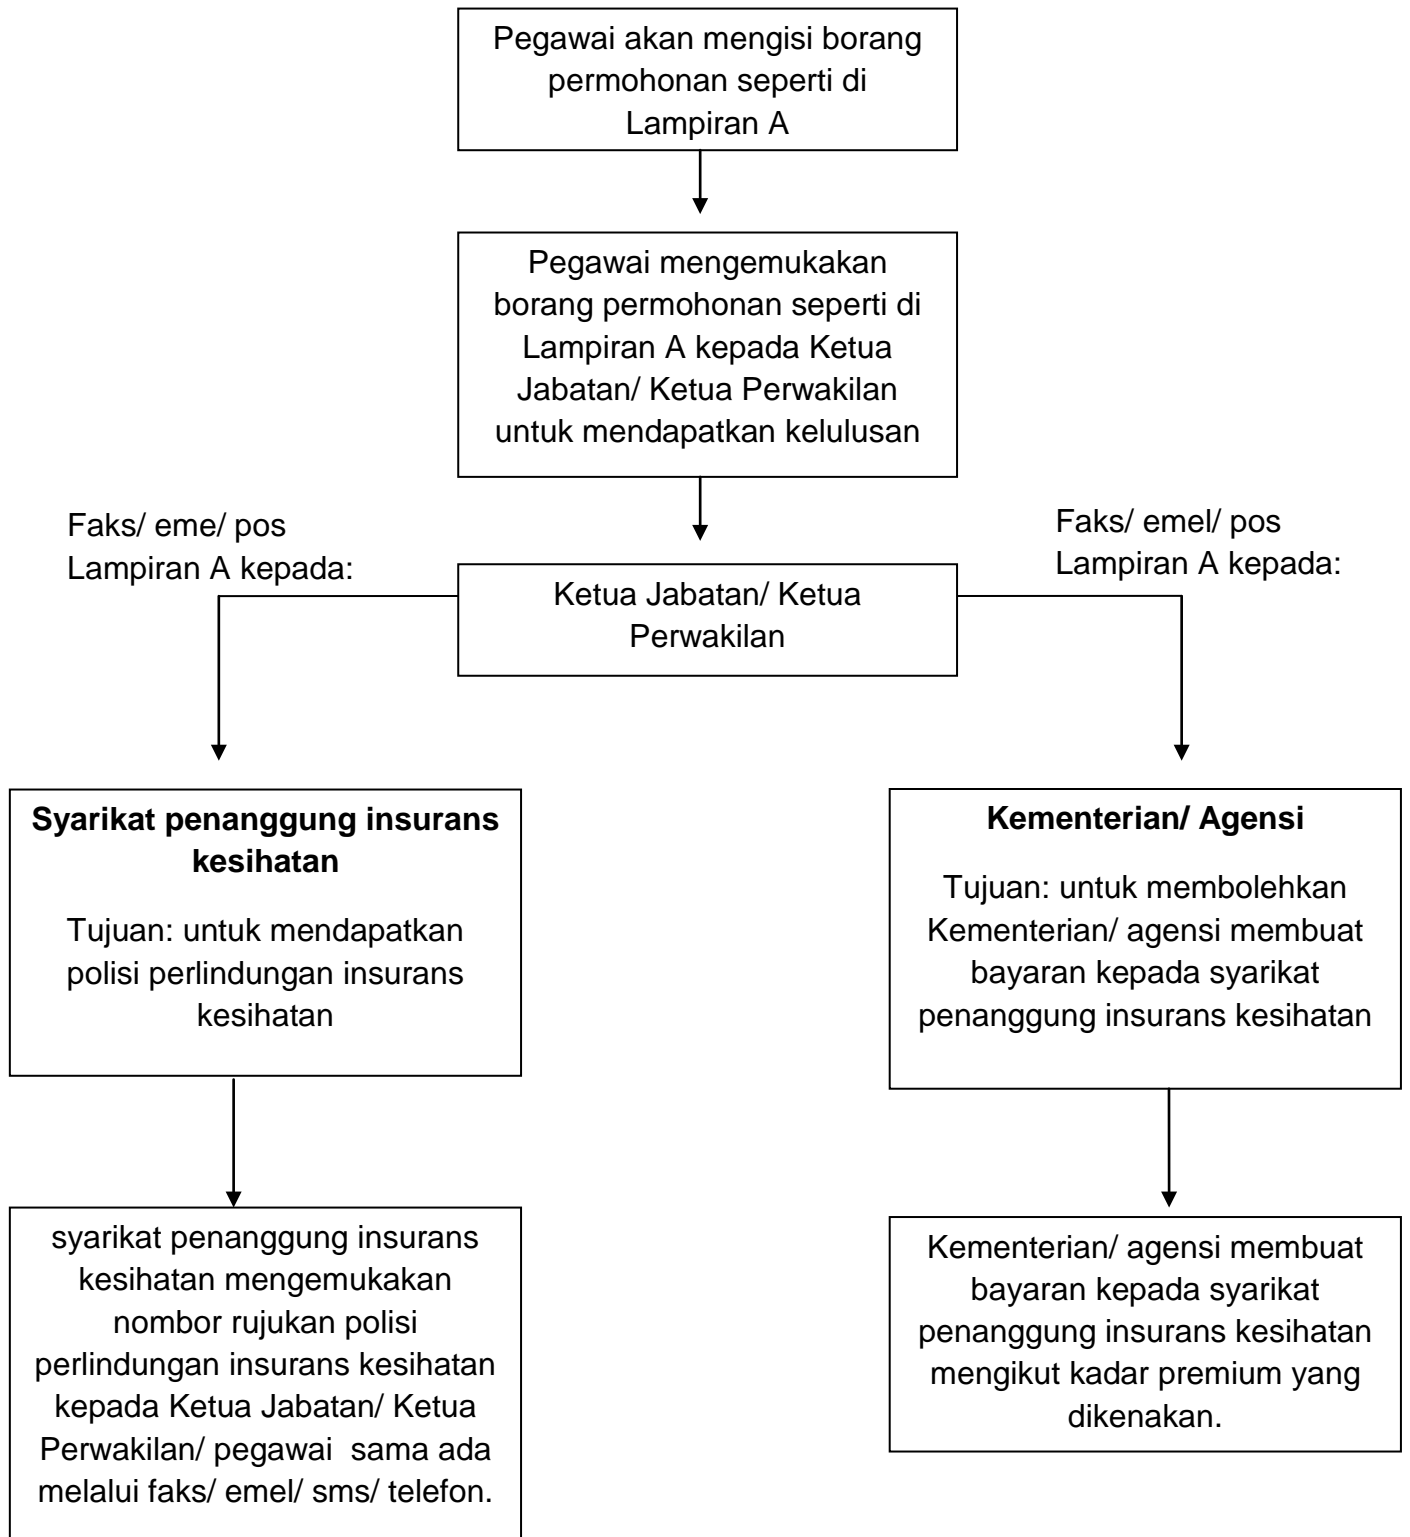 Pegawai akan mengisi borang
permohonan seperti di
Lampiran A
Pegawai mengemukakan
borang permohonan seperti di
Lampiran A kepada Ketua
Jabatan/ Ketua Perwakilan
untuk mendapatkan kelulusan
Faks/ eme/ pos
Lampiran A kepada:
Faks/ emel/ pos
Lampiran A kepada:
Ketua Jabatan/ Ketua
Perwakilan
Syarikat penanggung insurans
kesihatan
Tujuan: untuk mendapatkan
polisi perlindungan insurans
kesihatan
Kementerian/ Agensi
Tujuan: untuk membolehkan
Kementerian/ agensi membuat
bayaran kepada syarikat
penanggung insurans kesihatan
syarikat penanggung insurans
kesihatan mengemukakan
nombor rujukan polisi
perlindungan insurans kesihatan
kepada Ketua Jabatan/ Ketua
Perwakilan/ pegawai  sama ada
melalui faks/ emel/ sms/ telefon.
Kementerian/ agensi membuat
bayaran kepada syarikat
penanggung insurans kesihatan
mengikut kadar premium yang
dikenakan.